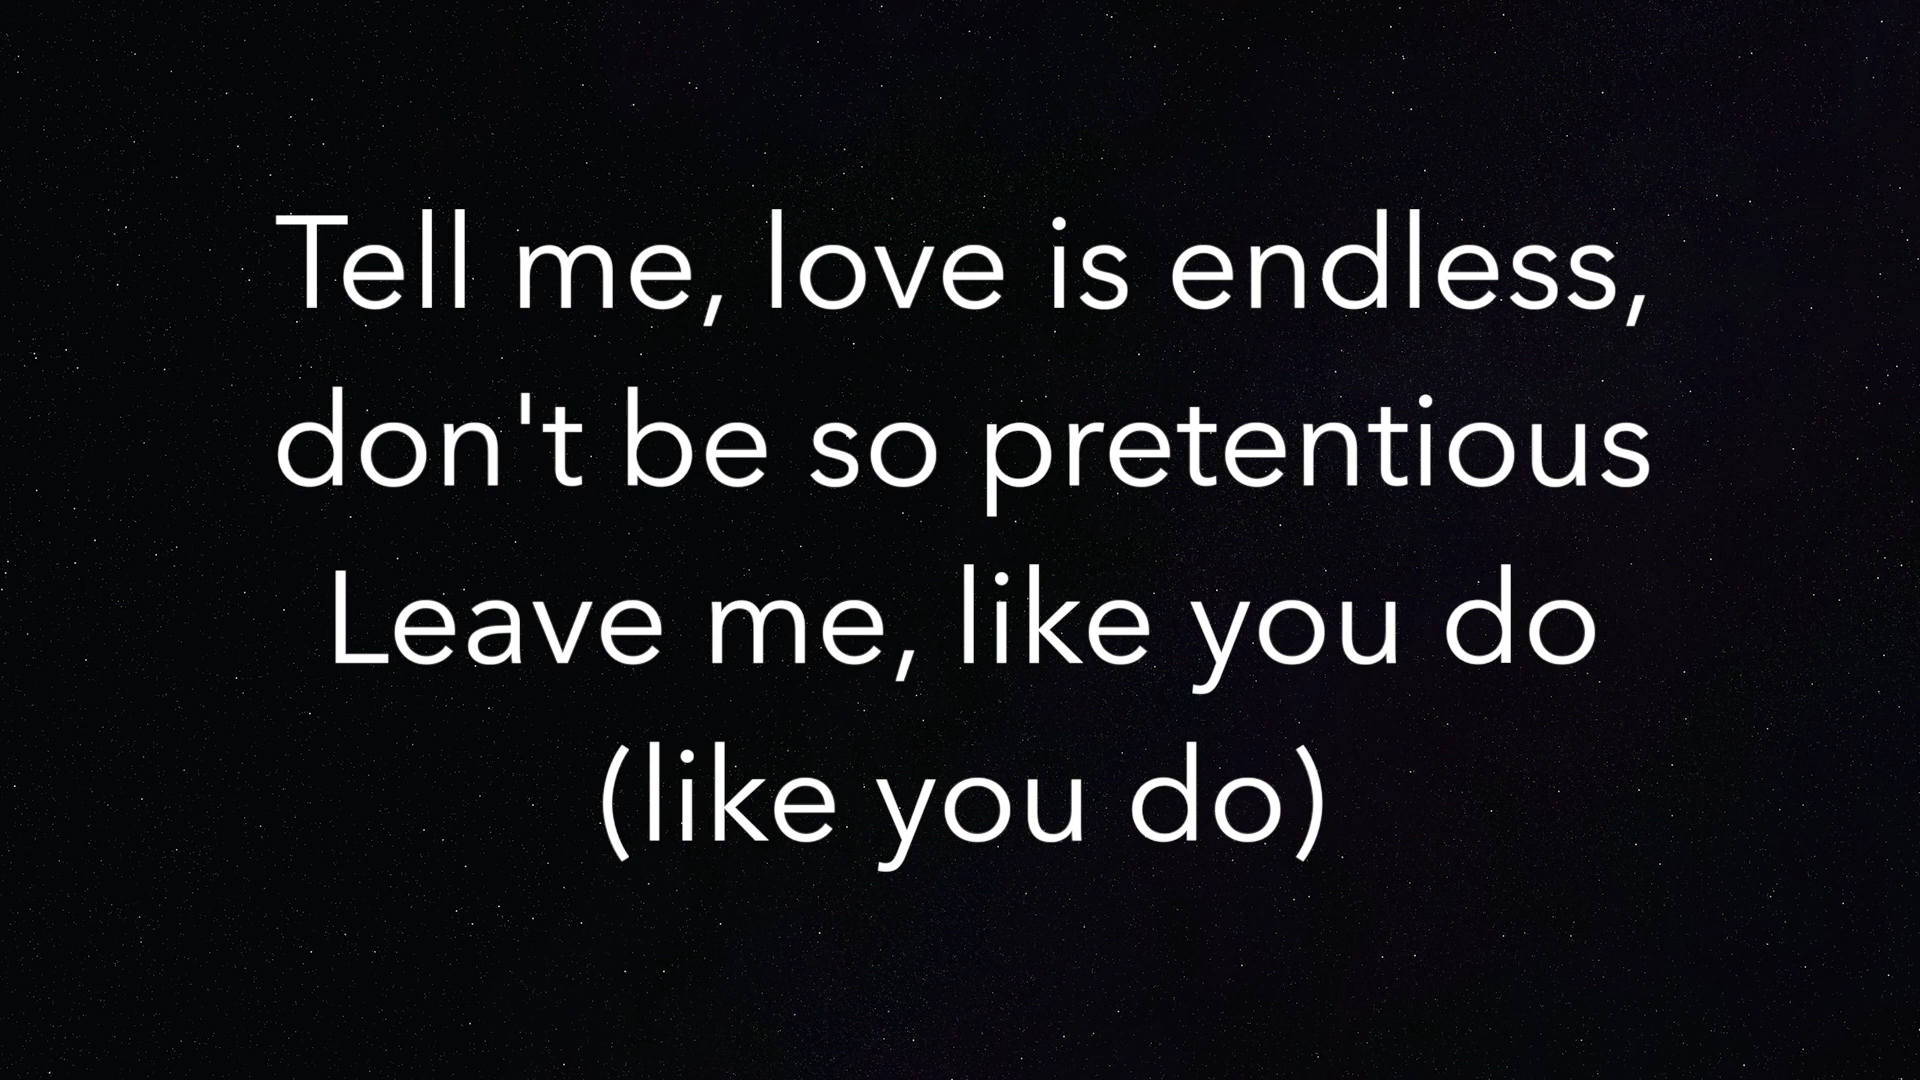 Tell me, love is endless,
don't be so pretentious
Leave me, like you do
(like you do)